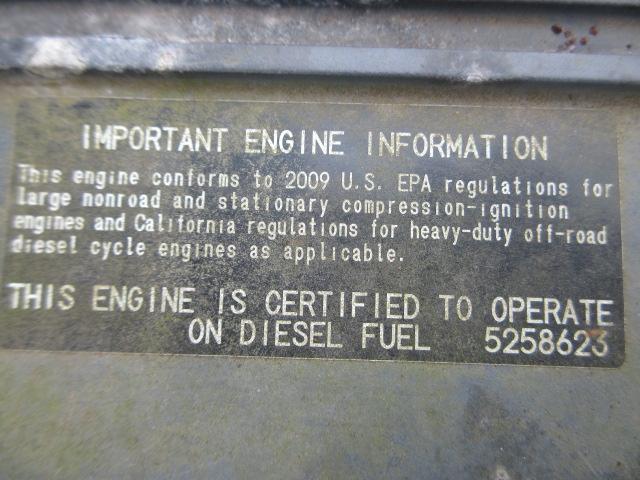 IMPORTANT ENGINE INFORMATION
This engine conforms to 2009 U.S. EPA regulations for
large nonroad and stationary compression-ignition
engines and California regulations for heavy-duty off-road
diesel cycle engines as applicable.
THIS ENGINE IS CERTIFIED TO OPERATE
ON DIESEL FUEL 5258623